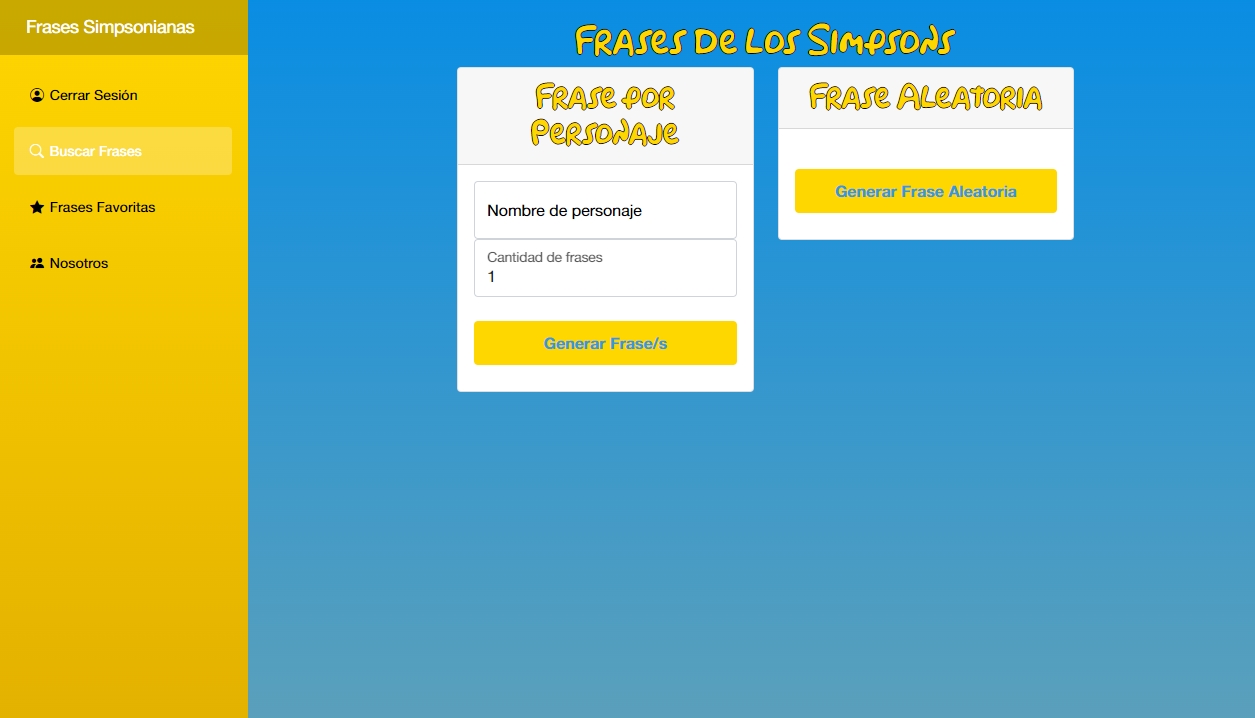 Frases Simpsonianas
Cerrar Sesión
Buscar Frases
Frases Favoritas
Nosotros
Frases De Los Simpsons
Frase por
Personaje
Nombre de personaje
Cantidad de frases
1
Generar Frase/s
Frase Aleatoria
Generar Frase Aleatoria